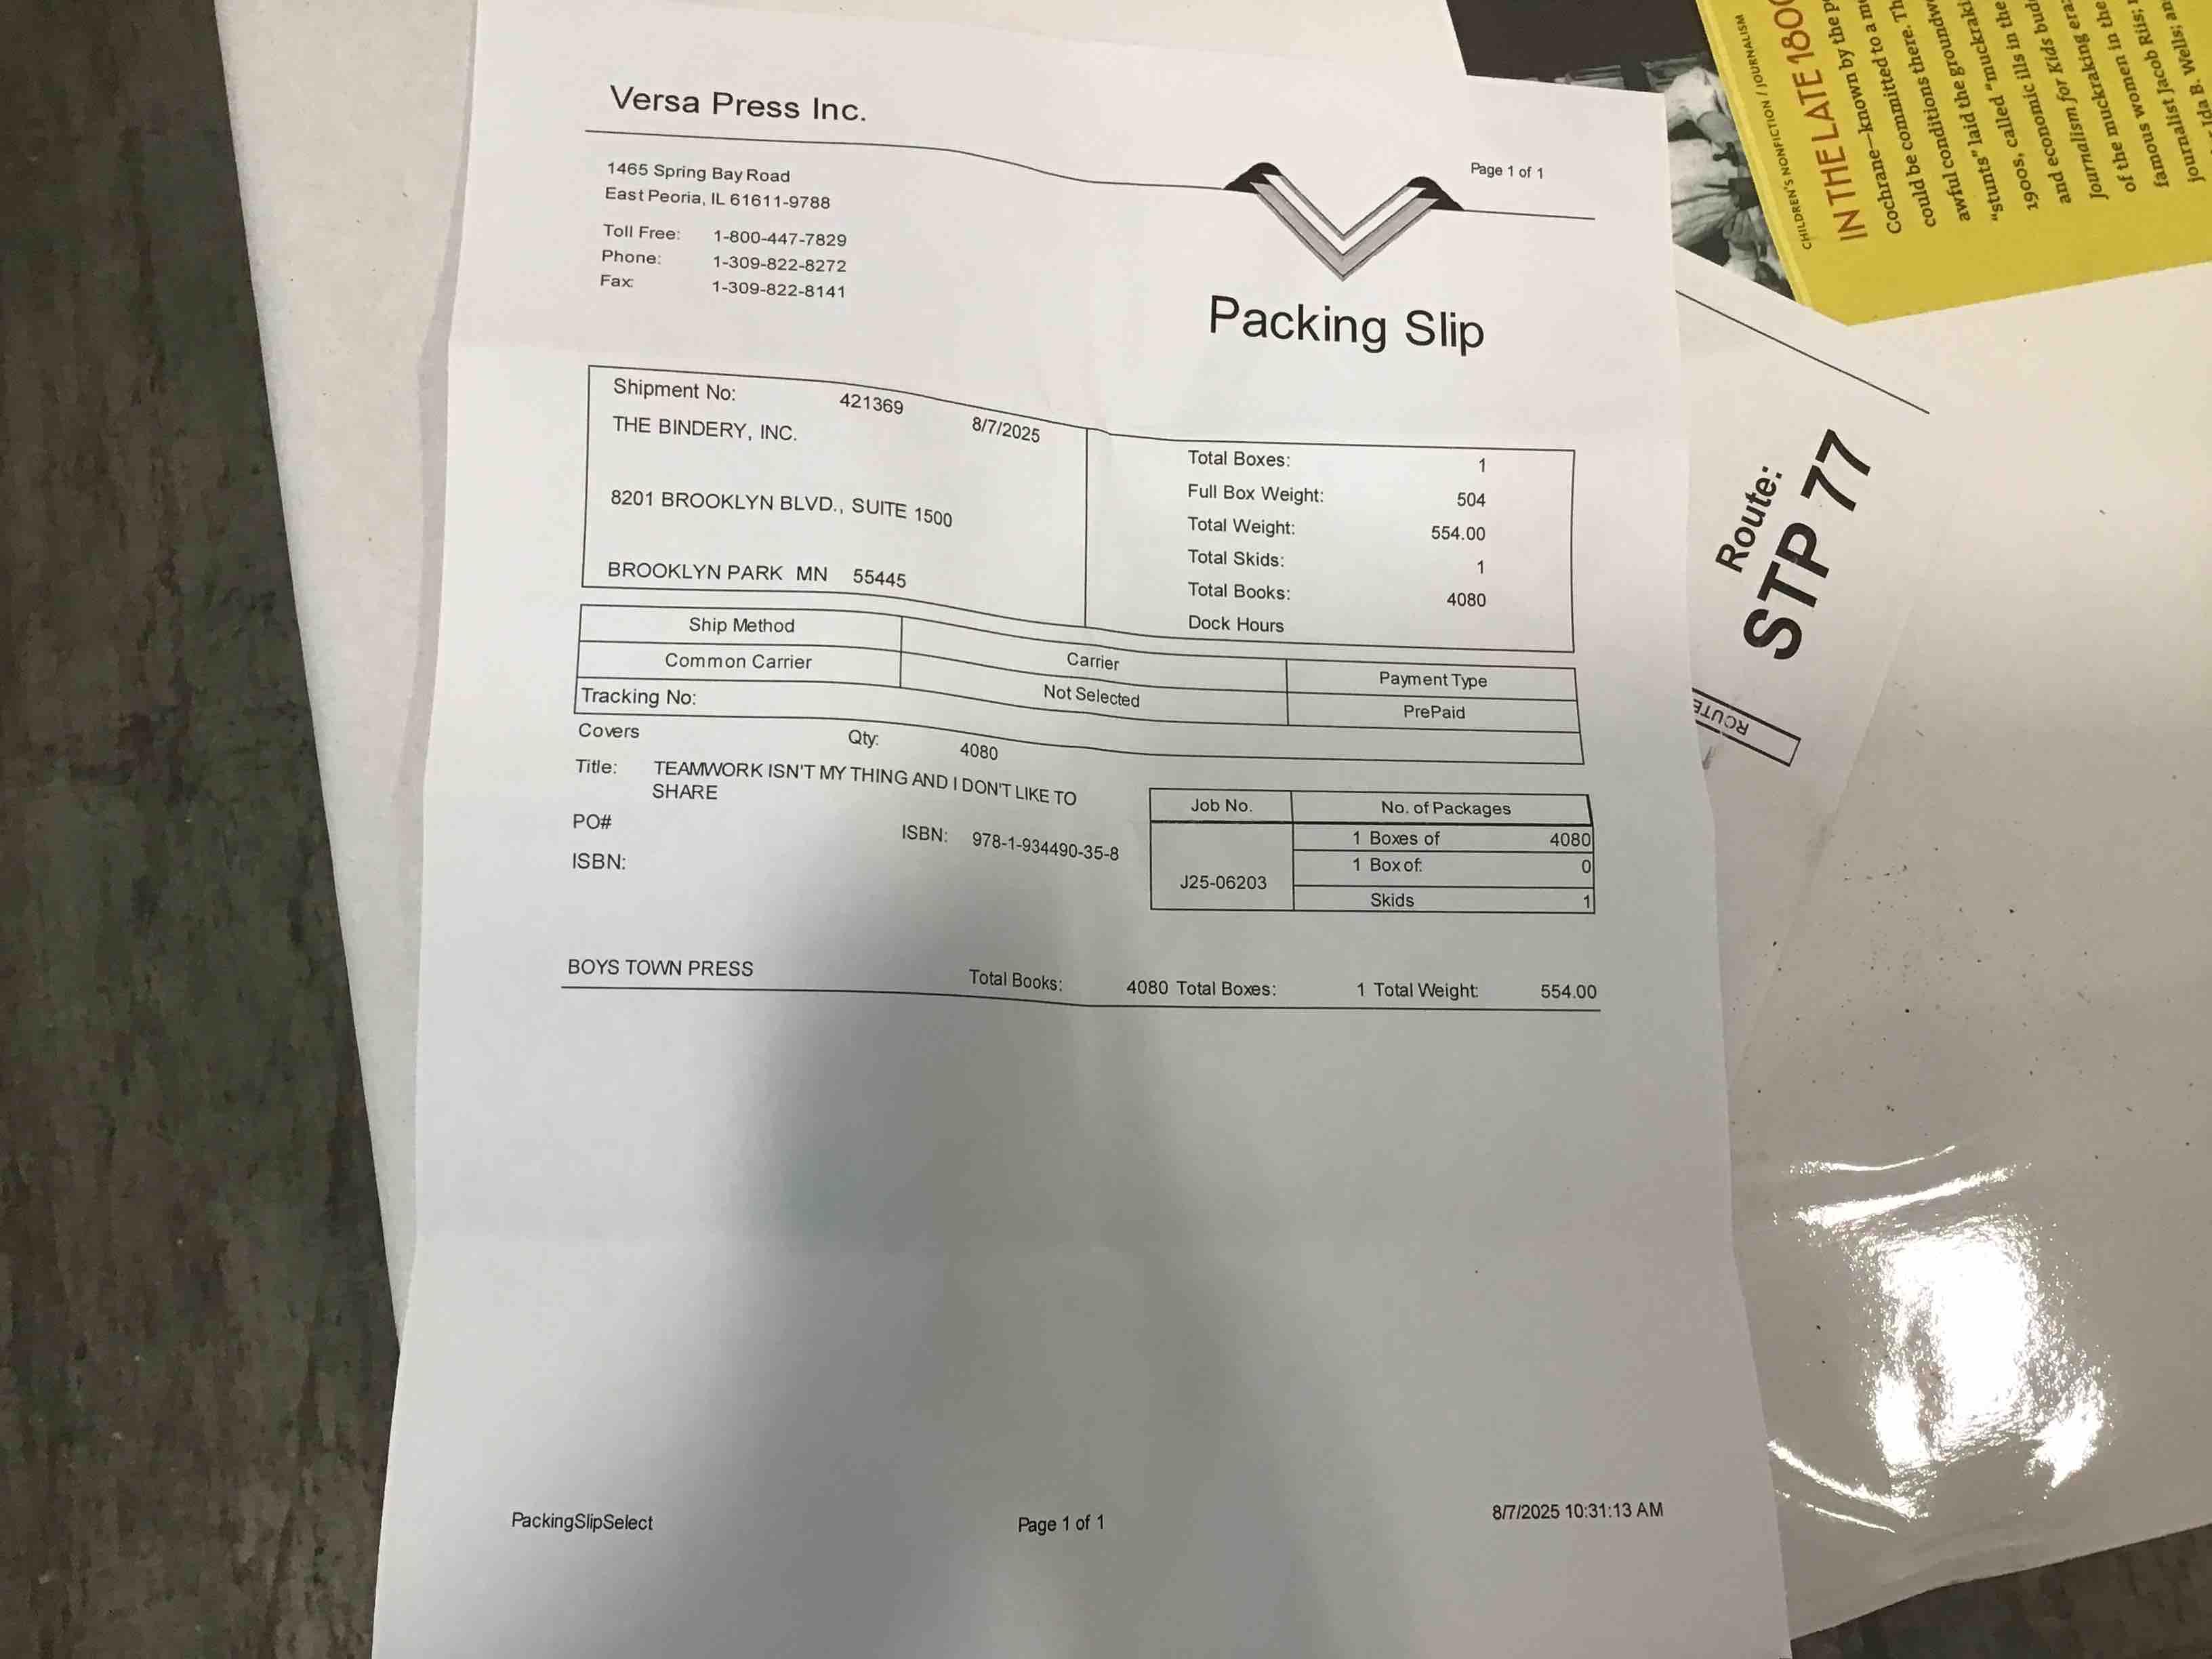 Versa Press Inc.
1465 Spring Bay Road
East Peoria, IL 61611-9788
Toll Free: 1-800-447-7829
Phone: 1-309-822-8272
Fax: 1-309-822-8141
Page 1 of 1
Packing Slip
Shipment No: 421369 8/7/2025
THE BINDERY, INC.
8201 BROOKLYN BLVD., SUITE 1500
BROOKLYN PARK MN 55445
Total Boxes: 1
Full Box Weight: 504
Total Weight: 554.00
Total Skids: 1
Total Books: 4080
Dock Hours
Ship Method Carrier Payment Type
Common Carrier Not Selected PrePaid
Tracking No:
Covers Qty: 4080
Title: TEAMWORK ISN'T MY THING AND I DON'T LIKE TO
SHARE
PO# ISBN: 978-1-934490-35-8
ISBN:
Job No. No. of Packages
1 Boxes of 4080
1 Box of: 0
J25-06203
Skids 1
BOYS TOWN PRESS Total Books: 4080 Total Boxes: 1 Total Weight: 554.00
PackingSlipSelect Page 1 of 1 8/7/2025 10:31:13 AM
CHILDREN'S NONFICTION / JOURNALISM
IN THE LATE 180
Cochrane—known by the
could be committed to a
awful conditions there.
"stunts" laid the
1900s, called "muckraki
and economic ills in the
Journalism for Kids
of the muckraking era:
famous women in the
journalist Jacob Riis;
Ida B. Wells;
Route:
STP 77
ROUTE